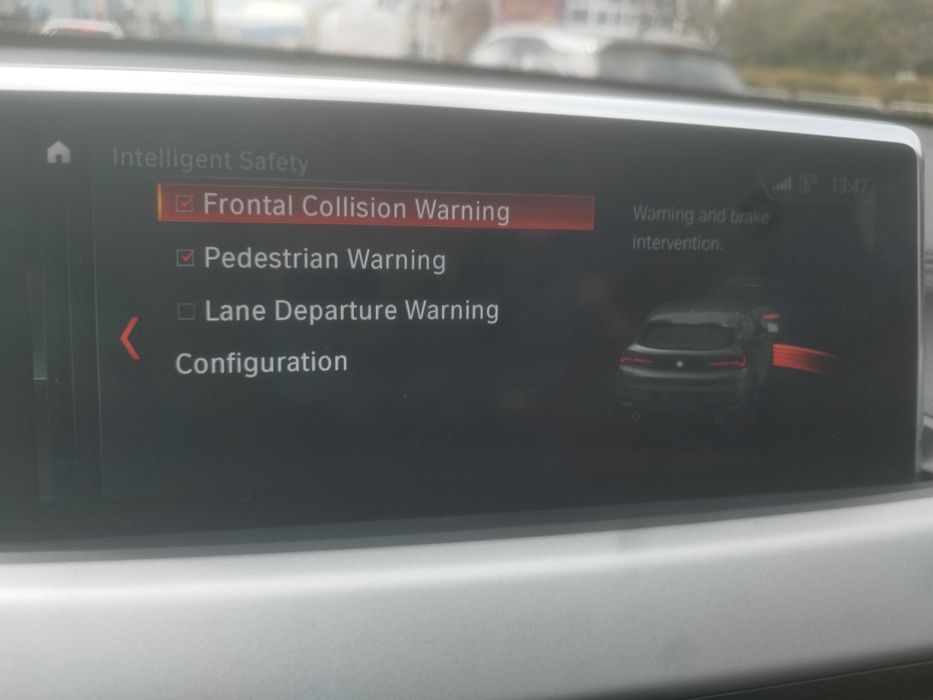 Intelligent Safety
13:47
Frontal Collision Warning
Pedestrian Warning
Lane Departure Warning
Configuration
Warning and brake
intervention.